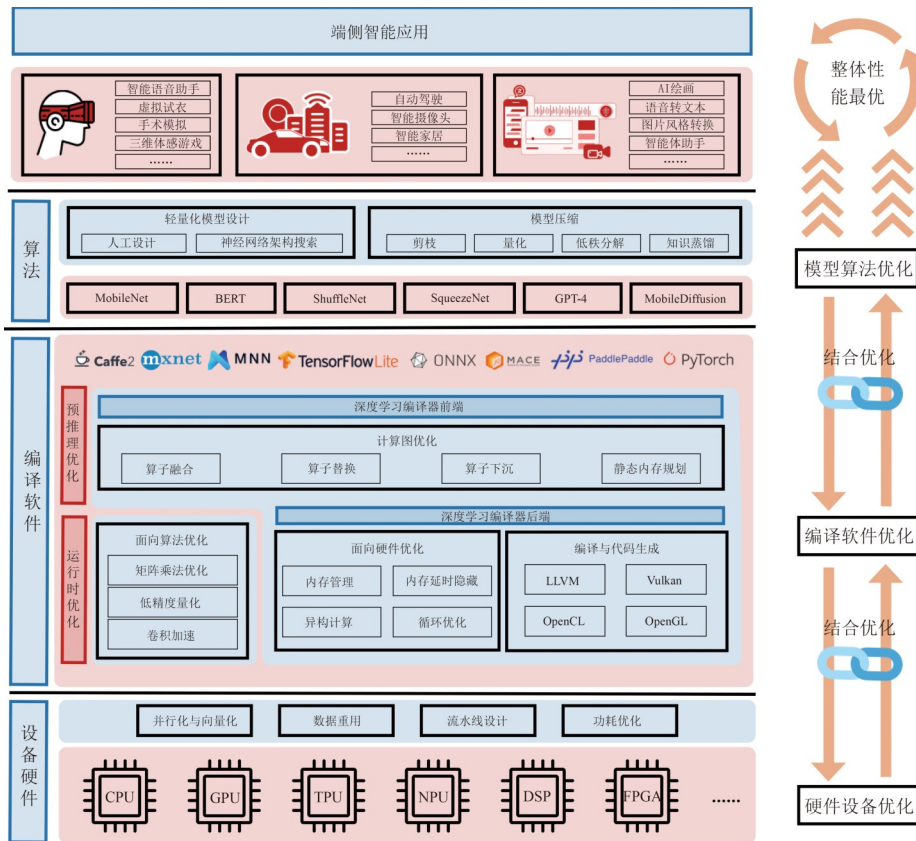 端侧智能应用
智能语音助手
虚拟试衣
手术模拟
三维体感游戏
……
自动驾驶
智能摄像头
智能家居
……
AI绘画
语音转文本
图片风格转换
智能体助手
……
算法
轻量化模型设计
人工设计
神经网络架构搜索
模型压缩
剪枝
量化
低秩分解
知识蒸馏
MobileNet
BERT
ShuffleNet
SqueezeNet
GPT-4
MobileDiffusion
编译软件
Caffe2
mxnet
MNN
TensorFlow Lite
ONNX
MACE
PaddlePaddle
PyTorch
预推理优化
深度学习编译器前端
计算图优化
算子融合
算子替换
算子下沉
静态内存规划
运行时优化
面向算法优化
矩阵乘法优化
低精度量化
卷积加速
深度学习编译器后端
面向硬件优化
内存管理
内存延时隐藏
异构计算
循环优化
编译与代码生成
LLVM
Vulkan
OpenCL
OpenGL
设备硬件
并行化与向量化
数据重用
流水线设计
功耗优化
CPU
GPU
TPU
NPU
DSP
FPGA
……
整体性
能最优
模型算法优化
结合优化
编译软件优化
结合优化
硬件设备优化